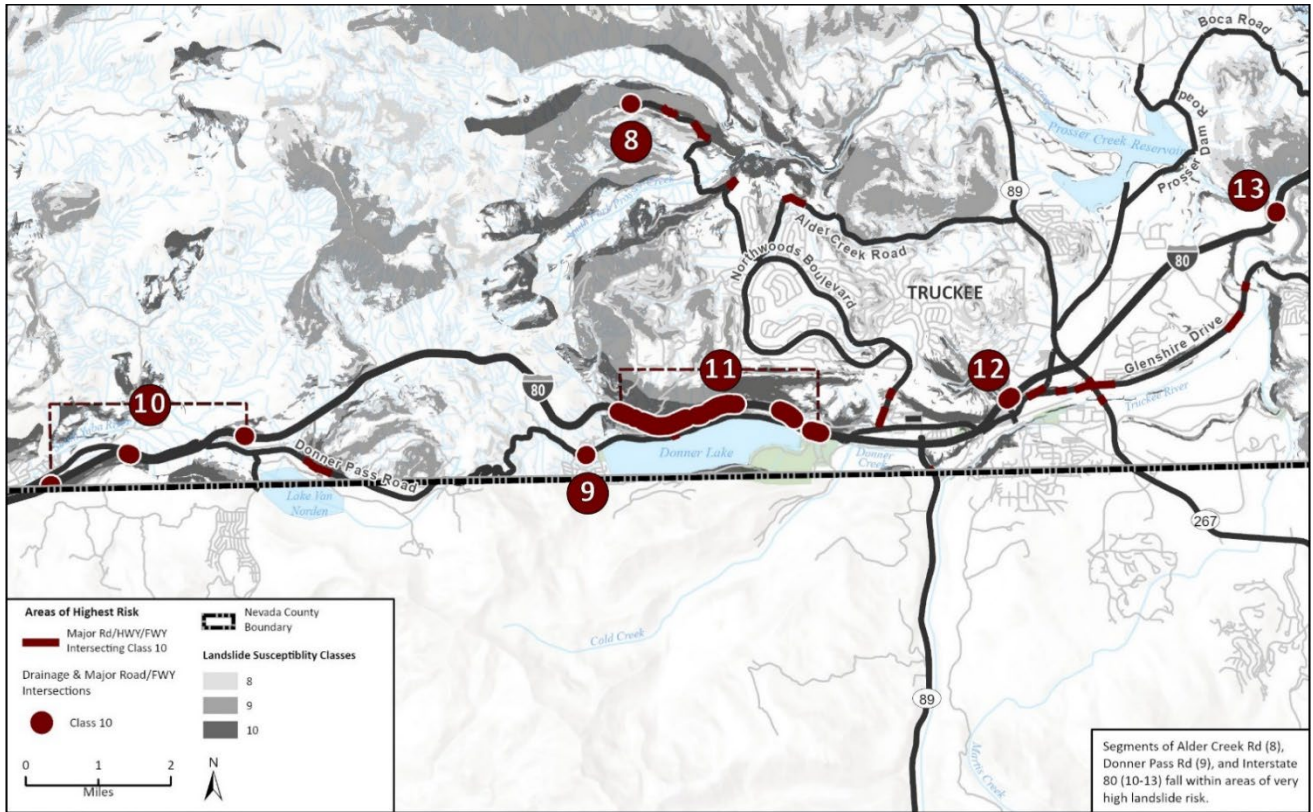 Boca Road
Prosser Creek Reservoir
Prosser Dam Road
8
89
13
Alder Creek Road
Northwoods Boulevard
TRUCKEE
80
Glenshire Drive
12
11
10
80
Truckee River
Donner Pass Road
Donner Lake
Donner Creek
9
Lake Van
Norden
267
Cold Creek
89
Martis Creek
Areas of Highest Risk
Major Rd/HWY/FWY
Intersecting Class 10
Drainage & Major Road/FWY
Intersections
Class 10
0 1 2
Miles
N
Nevada County
Boundary
Landslide Susceptiblity Classes
8
9
10
Segments of Alder Creek Rd (8),
Donner Pass Rd (9), and Interstate
80 (10-13) fall within areas of very
high landslide risk.